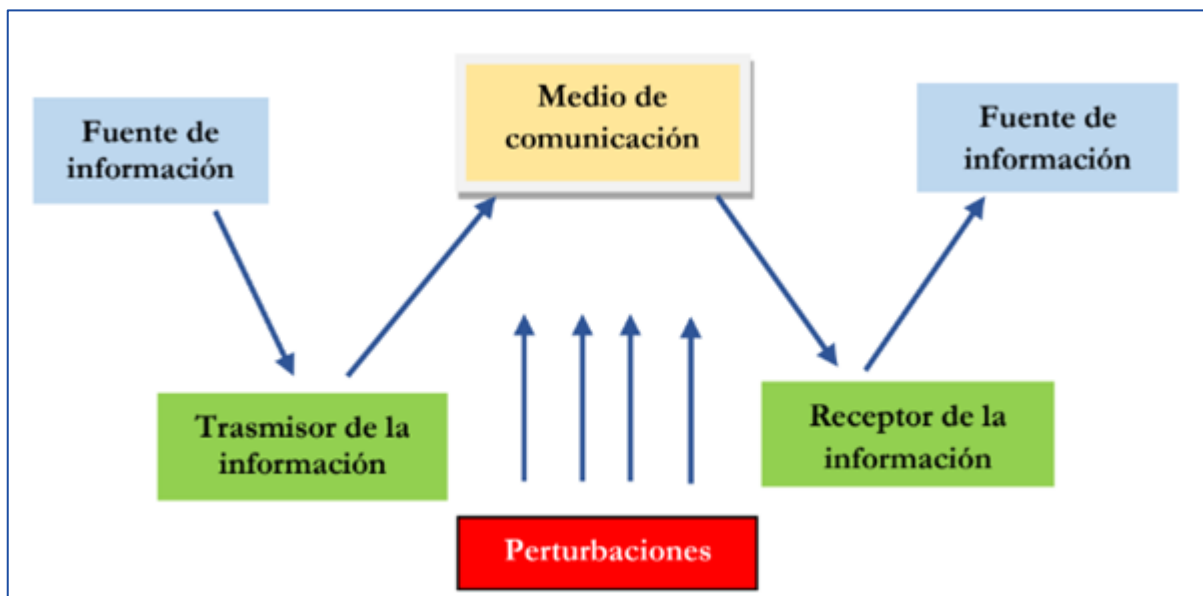 Fuente de
información
Medio de
comunicación
Fuente de
información
Trasmisor de la
información
Receptor de la
información
Perturbaciones